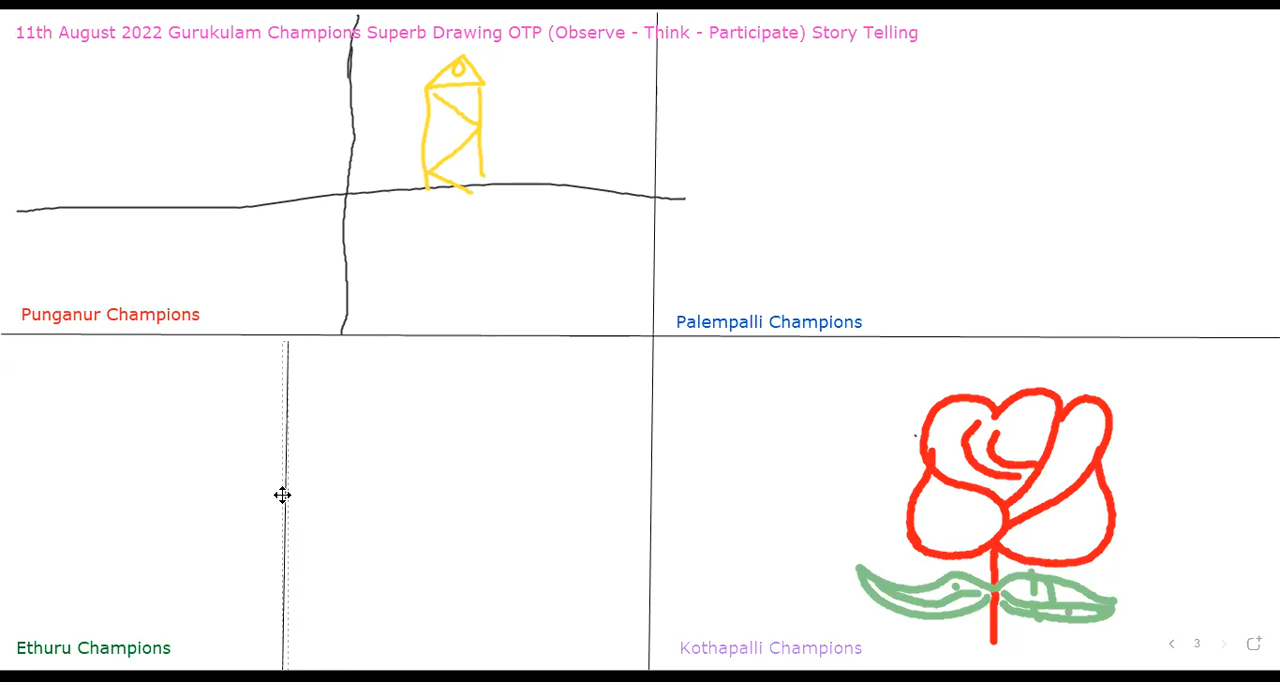 11th August 2022 Gurukulam Champions Superb Drawing OTP (Observe - Think - Participate) Story Telling
Punganur Champions
Palempalli Champions
Ethuru Champions
Kothapalli Champions
3